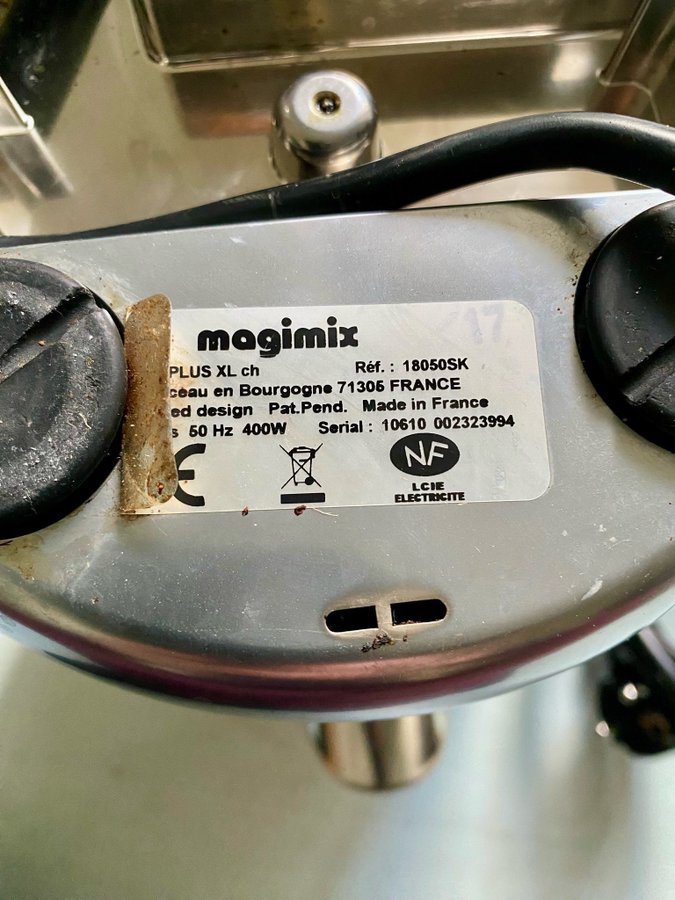 magimix
PLUS XL ch Réf. : 18050SK
ceau en Bourgogne 71305 FRANCE
ed design Pat.Pend. Made in France
s 50 Hz 400W Serial : 10610 002323994
CE
NF
LCIE
ELECTRICITE